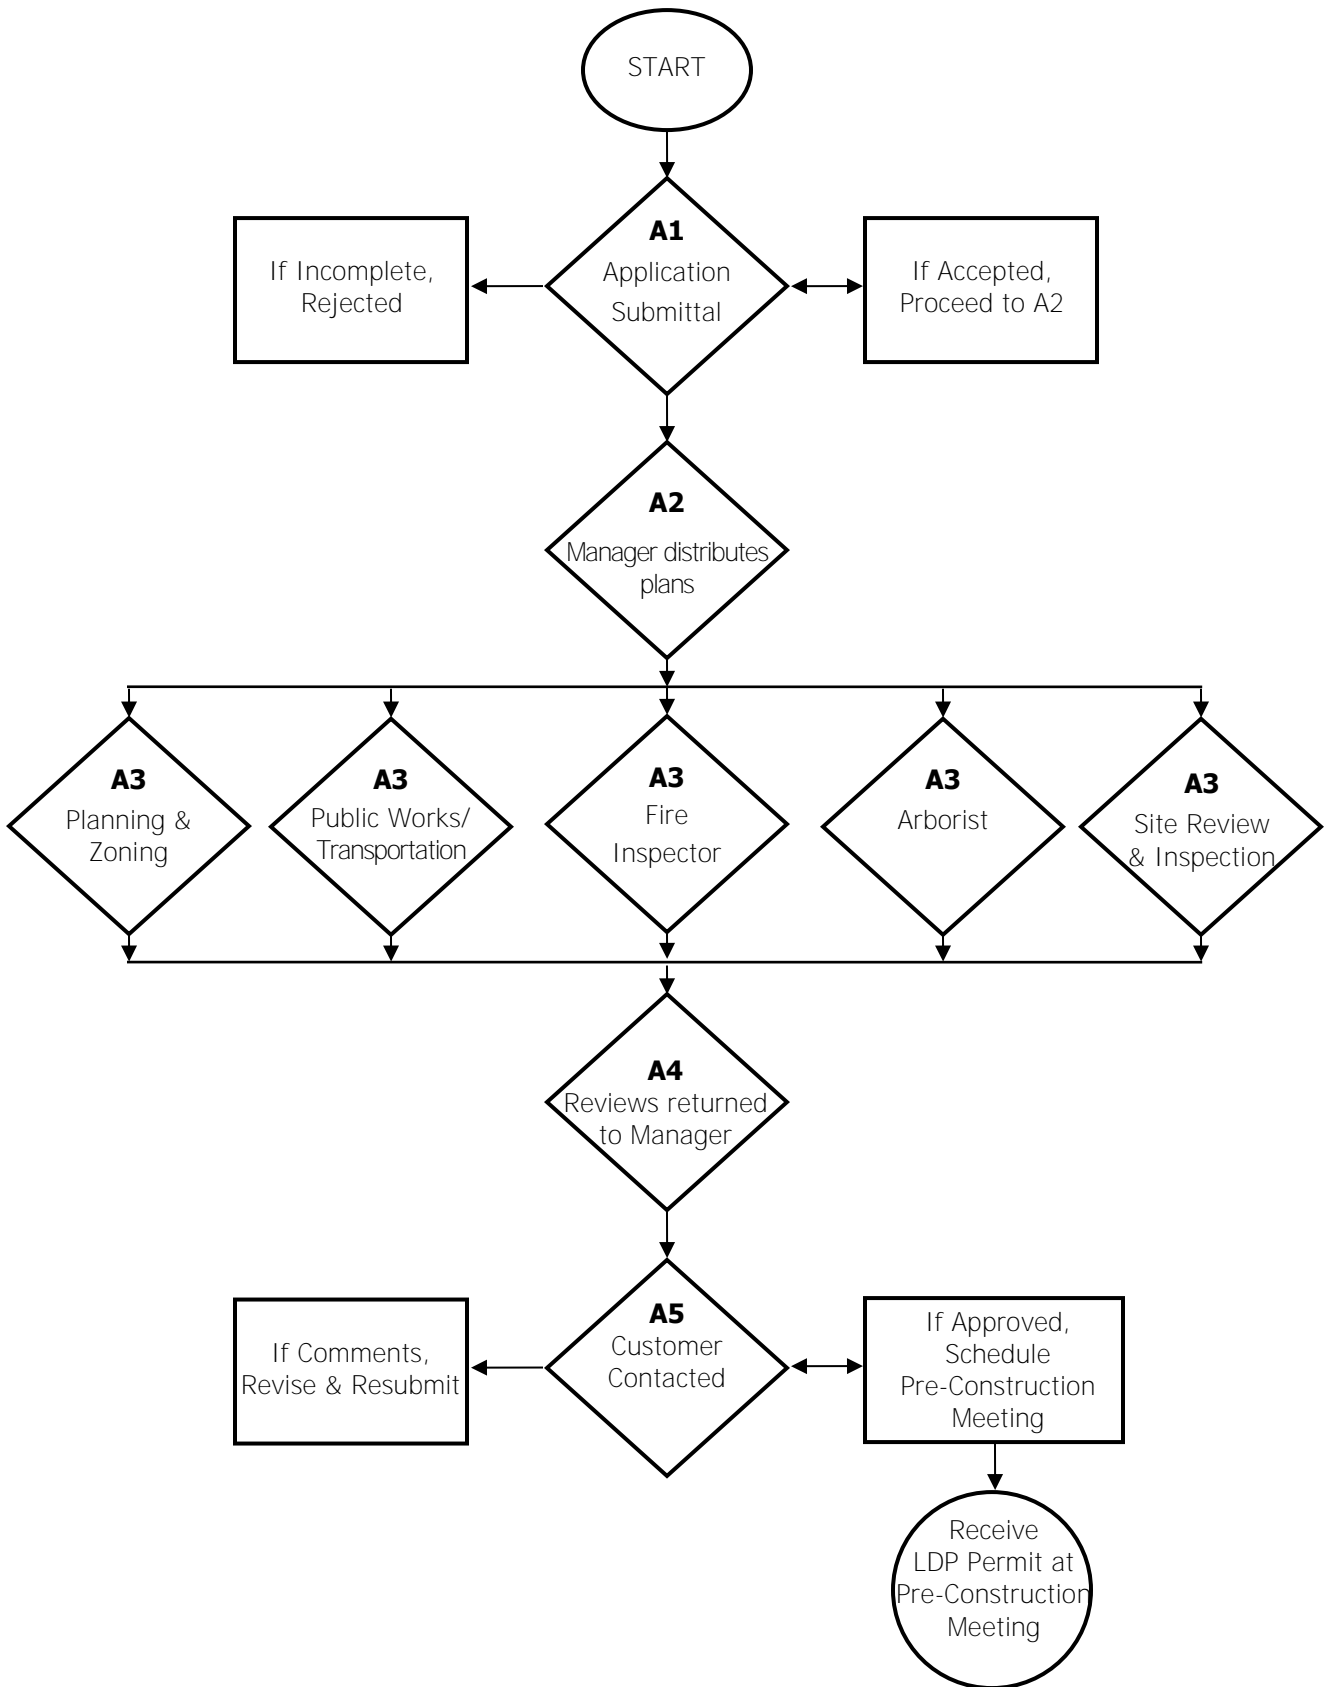 START
A1
Application
Submittal
If Incomplete,
Rejected
If Accepted,
Proceed to A2
A2
Manager distributes
plans
A3
Planning &
Zoning
A3
Public Works/
Transportation
A3
Fire
Inspector
A3
Arborist
A3
Site Review
& Inspection
A4
Reviews returned
to Manager
A5
Customer
Contacted
If Comments,
Revise & Resubmit
If Approved,
Schedule
Pre-Construction
Meeting
Receive
LDP Permit at
Pre-Construction
Meeting